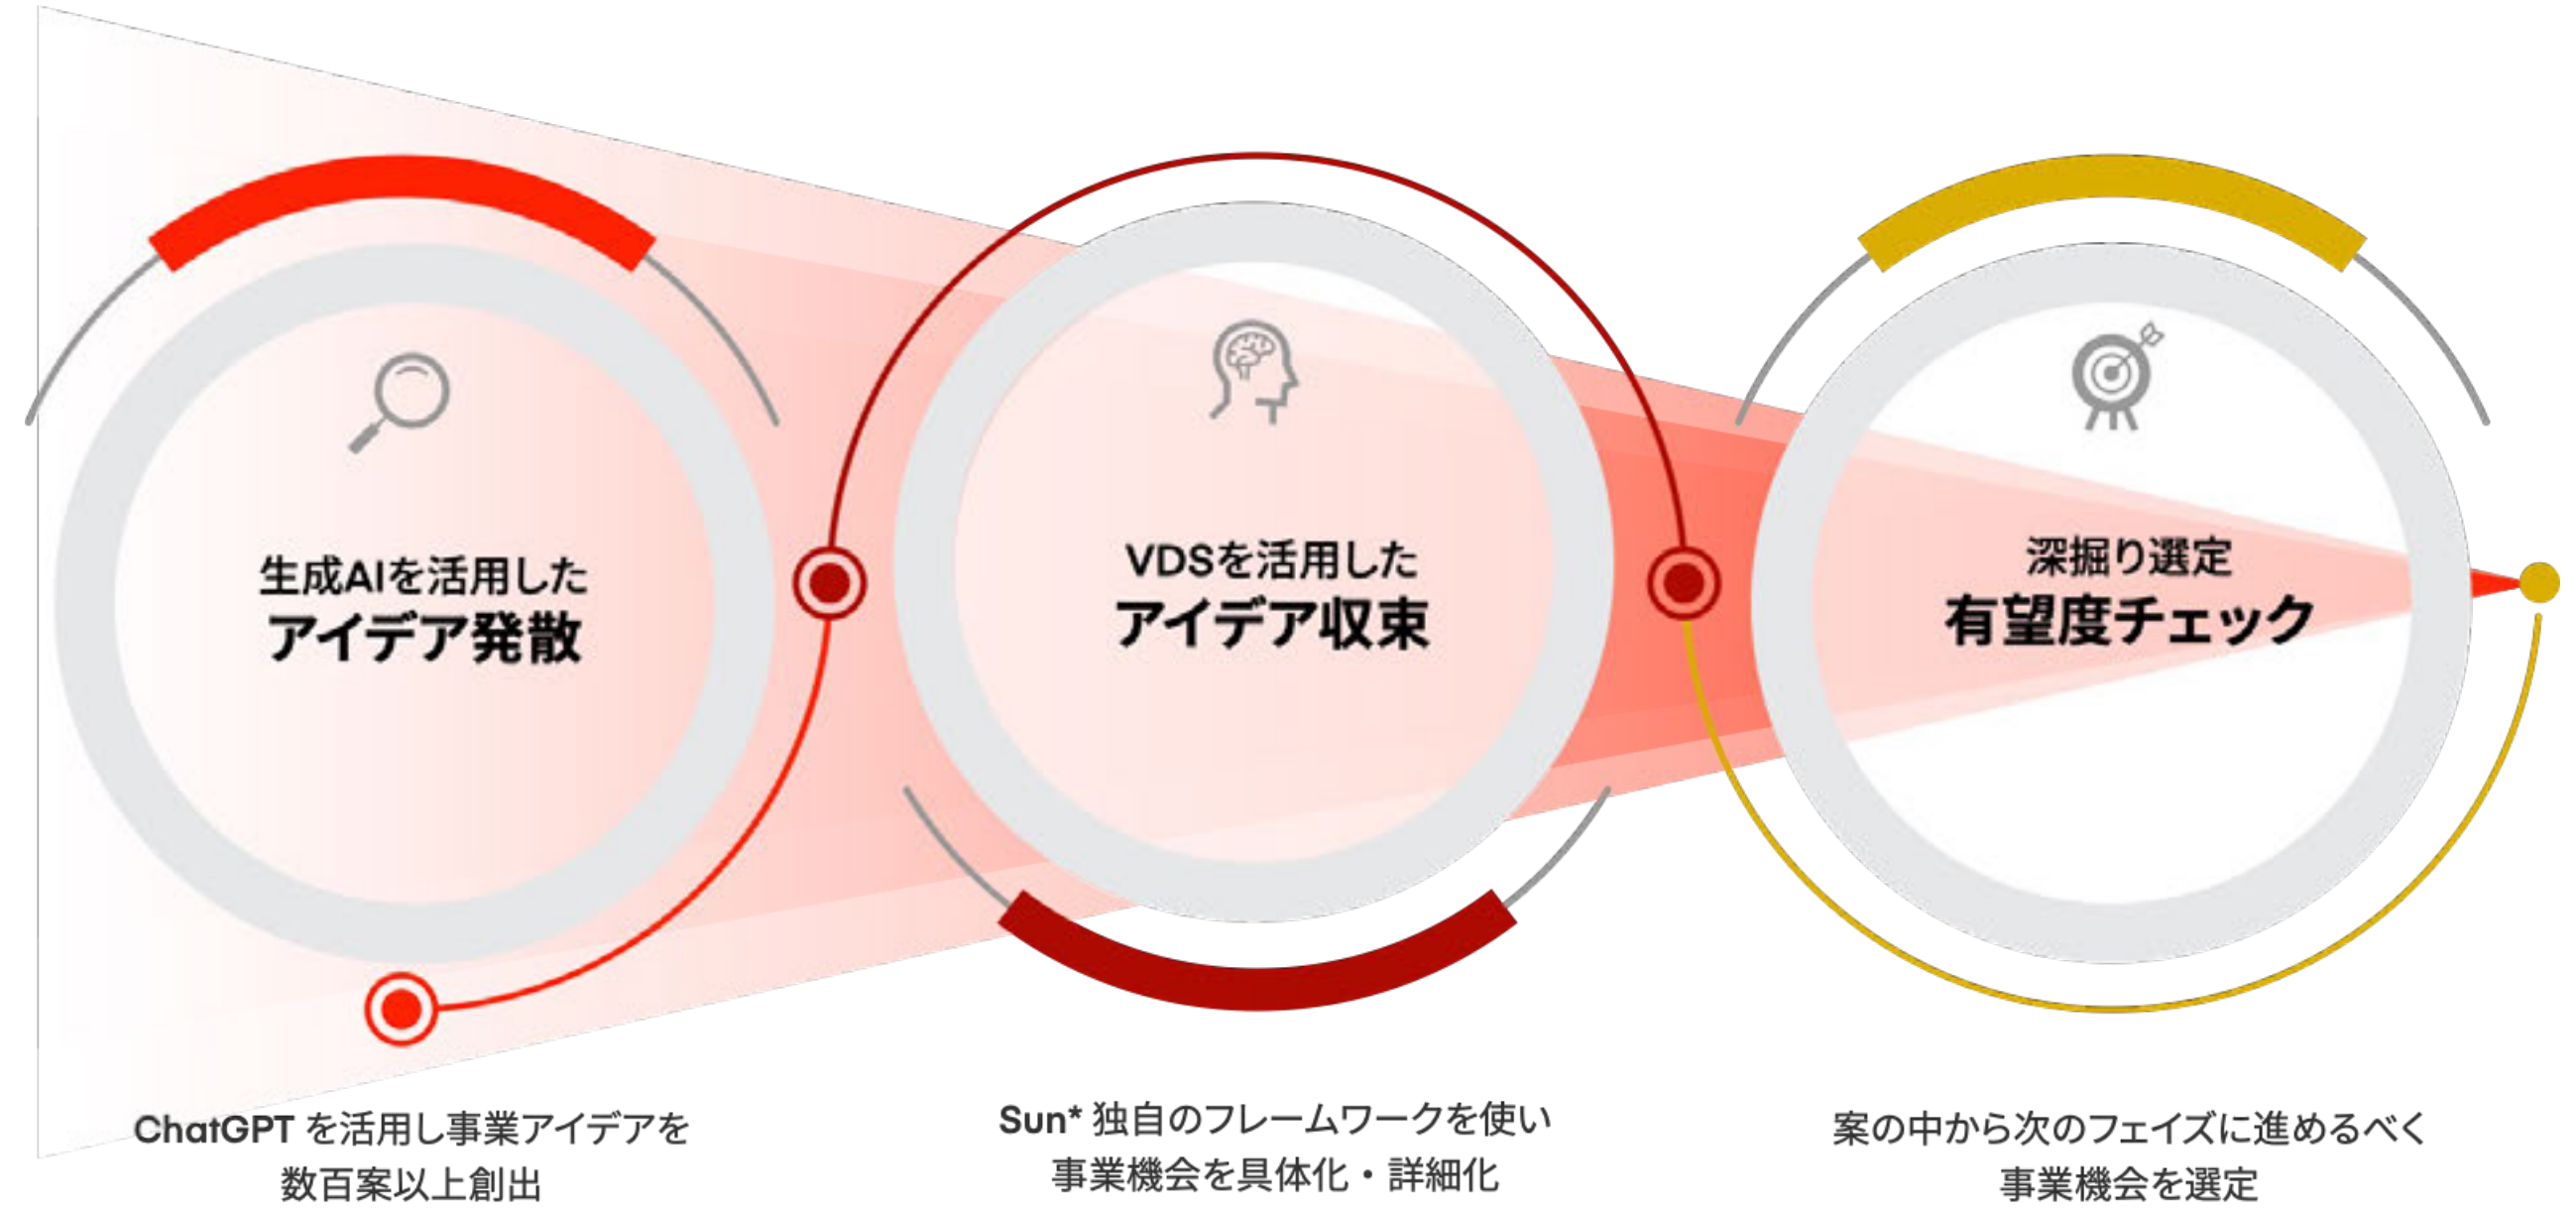 生成AIを活用した
アイデア発散
ChatGPT を活用し事業アイデアを
数百案以上創出
VDSを活用した
アイデア収束
Sun* 独自のフレームワークを使い
事業機会を具体化・詳細化
深掘り選定
有望度チェック
案の中から次のフェイズに進めるべく
事業機会を選定